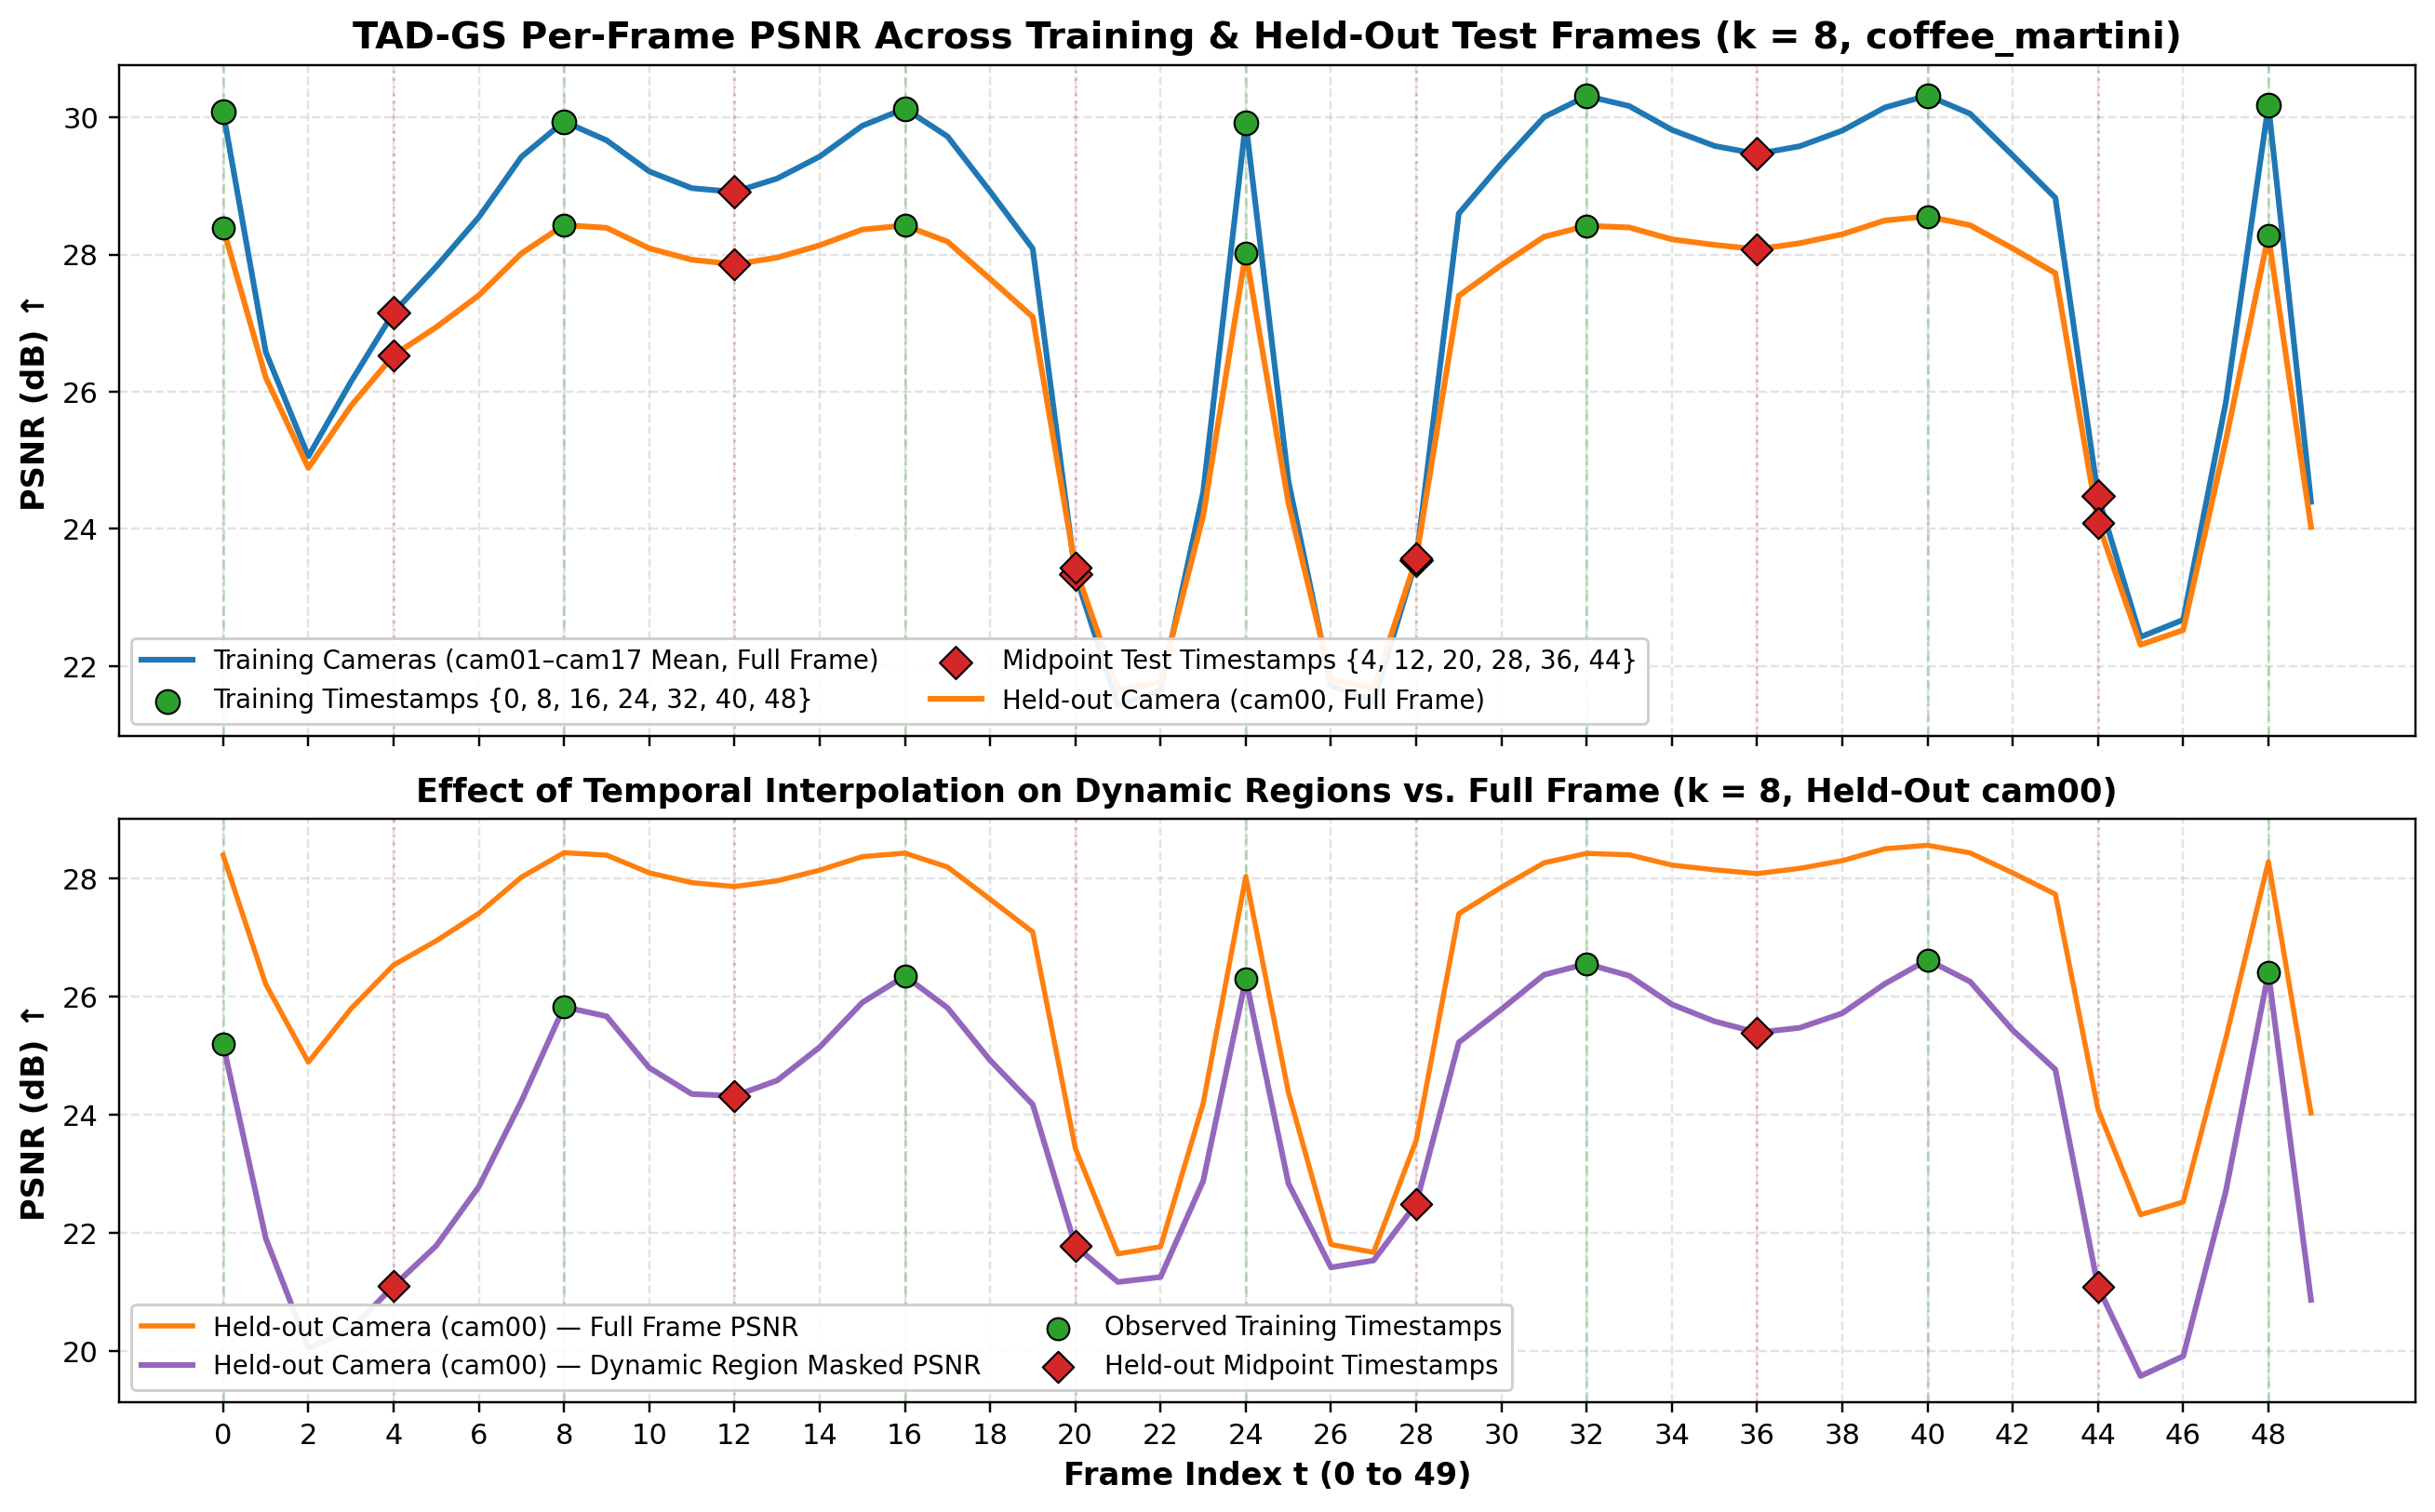 TAD-GS Per-Frame PSNR Across Training & Held-Out Test Frames (k = 8, coffee_martini)
PSNR (dB) ↑
30
28
26
24
22
Training Cameras (cam01–cam17 Mean, Full Frame)
Training Timestamps {0, 8, 16, 24, 32, 40, 48}
Midpoint Test Timestamps {4, 12, 20, 28, 36, 44}
Held-out Camera (cam00, Full Frame)
Effect of Temporal Interpolation on Dynamic Regions vs. Full Frame (k = 8, Held-Out cam00)
PSNR (dB) ↑
28
26
24
22
20
Held-out Camera (cam00) — Full Frame PSNR
Held-out Camera (cam00) — Dynamic Region Masked PSNR
Observed Training Timestamps
Held-out Midpoint Timestamps
0 2 4 6 8 10 12 14 16 18 20 22 24 26 28 30 32 34 36 38 40 42 44 46 48
Frame Index t (0 to 49)